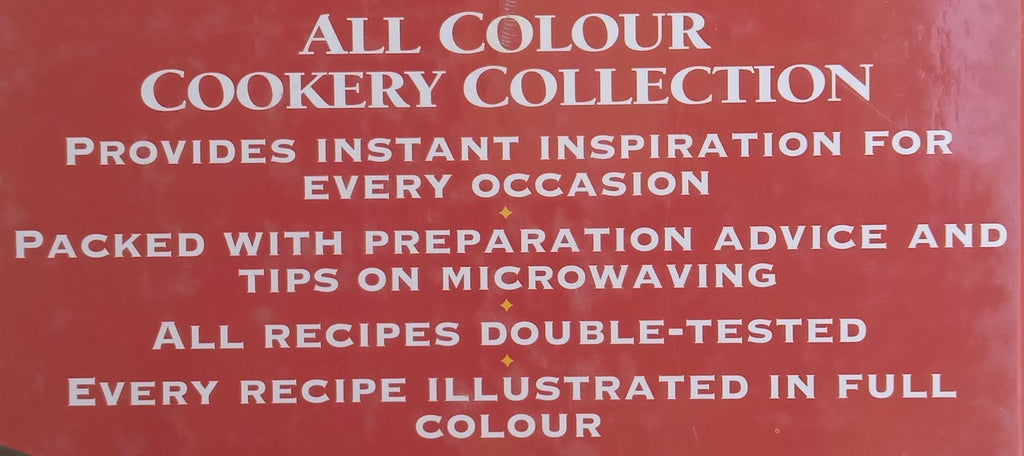 ALL COLOUR
COOKERY COLLECTION
PROVIDES INSTANT INSPIRATION FOR
EVERY OCCASION
PACKED WITH PREPARATION ADVICE AND
TIPS ON MICROWAVING
ALL RECIPES DOUBLE-TESTED
EVERY RECIPE ILLUSTRATED IN FULL
COLOUR